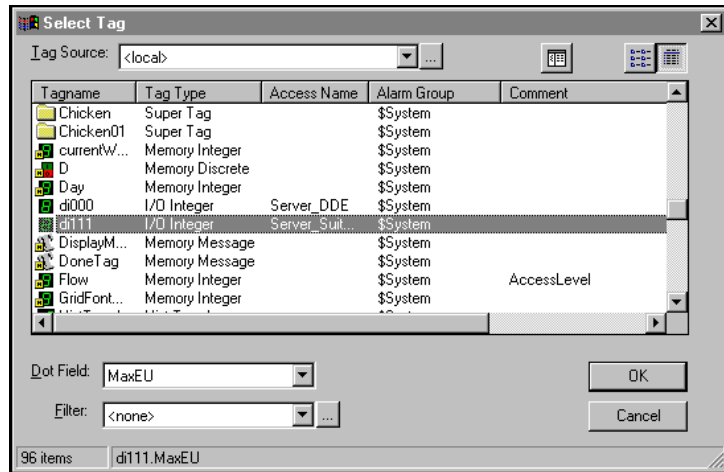 Select Tag
Tag Source: <local> ...
Tagname Tag Type Access Name Alarm Group Comment
Chicken Super Tag $System
Chicken01 Super Tag $System
currentW... Memory Integer $System
D Memory Discrete $System
Day Memory Integer $System
di000 I/O Integer Server_DDE $System
di111 I/O Integer Server_Suit... $System
DisplayM... Memory Message $System
DoneTag Memory Message $System
Flow Memory Integer $System AccessLevel
GridFont... Memory Integer $System
Dot Field: MaxEU OK
Filter: <none> ... Cancel
96 items di111.MaxEU